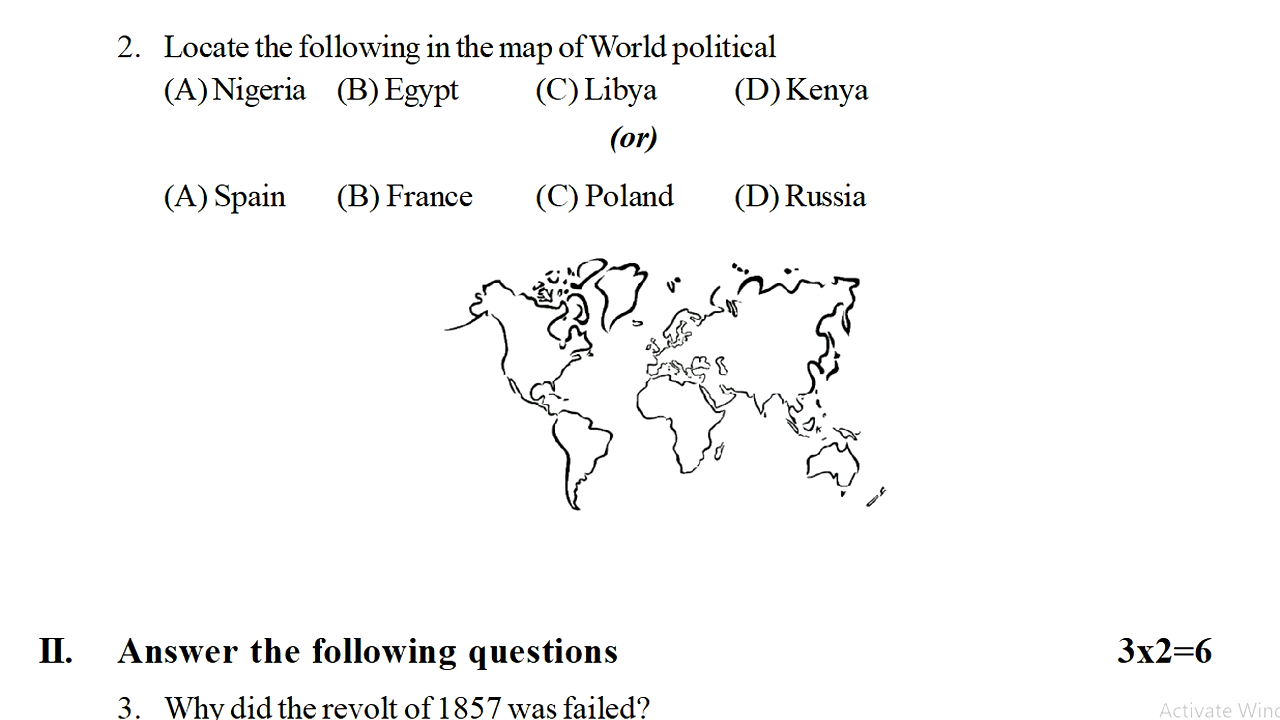 2. Locate the following in the map of World political
(A) Nigeria (B) Egypt (C) Libya (D) Kenya
(or)
(A) Spain (B) France (C) Poland (D) Russia
II. Answer the following questions 3x2=6
3. Why did the revolt of 1857 was failed?
Activate